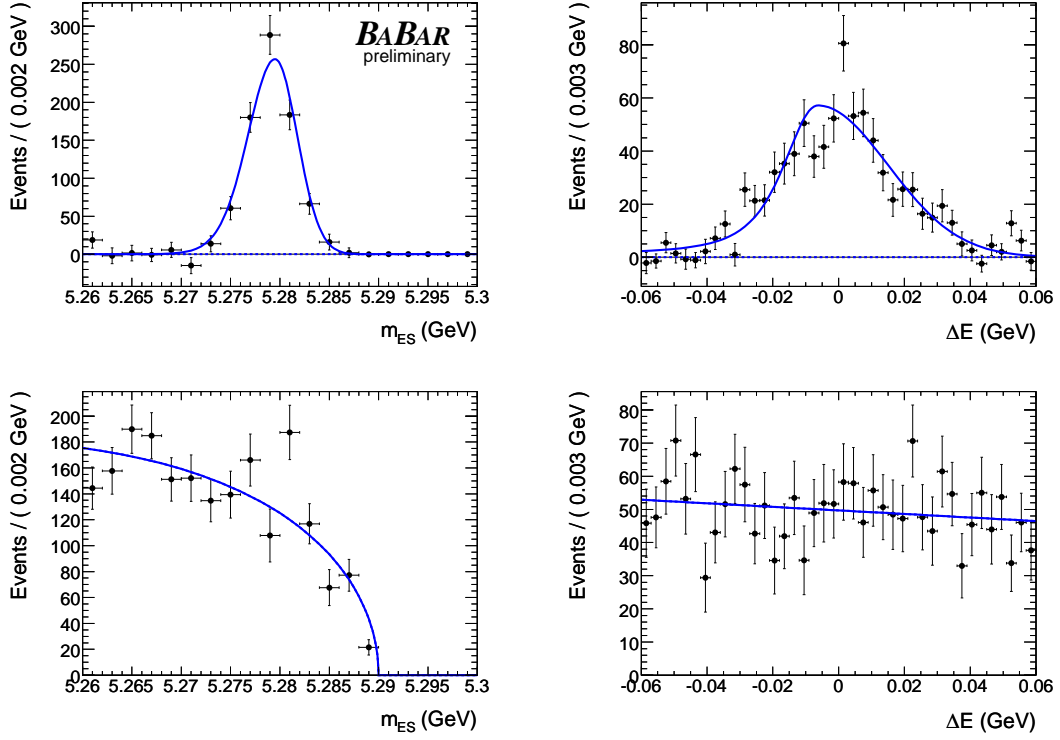 Events / ( 0.002 GeV )
300
250
200
150
100
50
0
5.26 5.265 5.27 5.275 5.28 5.285 5.29 5.295 5.3
m_ES (GeV)
BABAR
preliminary
Events / ( 0.003 GeV )
80
60
40
20
0
-0.06 -0.04 -0.02 0 0.02 0.04 0.06
ΔE (GeV)
Events / ( 0.002 GeV )
200
180
160
140
120
100
80
60
40
20
0
5.26 5.265 5.27 5.275 5.28 5.285 5.29 5.295 5.3
m_ES (GeV)
Events / ( 0.003 GeV )
80
70
60
50
40
30
20
10
0
-0.06 -0.04 -0.02 0 0.02 0.04 0.06
ΔE (GeV)